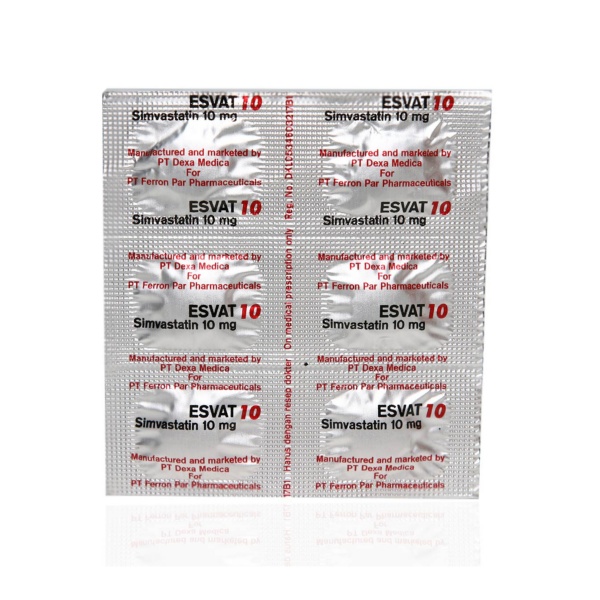 ESVAT 10
Simvastatin 10 mg
Manufactured and marketed by
PT Dexa Medica
For
PT Ferron Par Pharmaceuticals
ESVAT 10
Simvastatin 10 mg
Manufactured and marketed by
PT Dexa Medica
For
PT Ferron Par Pharmaceuticals
ESVAT 10
Simvastatin 10 mg
Manufactured and marketed by
PT Dexa Medica
For
PT Ferron Par Pharmaceuticals
ESVAT 10
Simvastatin 10 mg
Manufactured and marketed by
PT Dexa Medica
For
PT Ferron Par Pharmaceuticals
Harus dengan resep dokter On medical prescription only Reg. No.
ESVAT 10
Simvastatin 10 mg
Manufactured and marketed by
PT Dexa Medica
For
PT Ferron Par Pharmaceuticals
ESVAT 10
Simvastatin 10 mg
Manufactured and marketed by
PT Dexa Medica
For
PT Ferron Par Pharmaceuticals
ESVAT 10
Simvastatin 10 mg
Manufactured and marketed by
PT Dexa Medica
For
PT Ferron Par Pharmaceuticals
ESVAT 10
Simvastatin 10 mg
Manufactured and marketed by
PT Dexa Medica
For
PT Ferron Par Pharmaceuticals